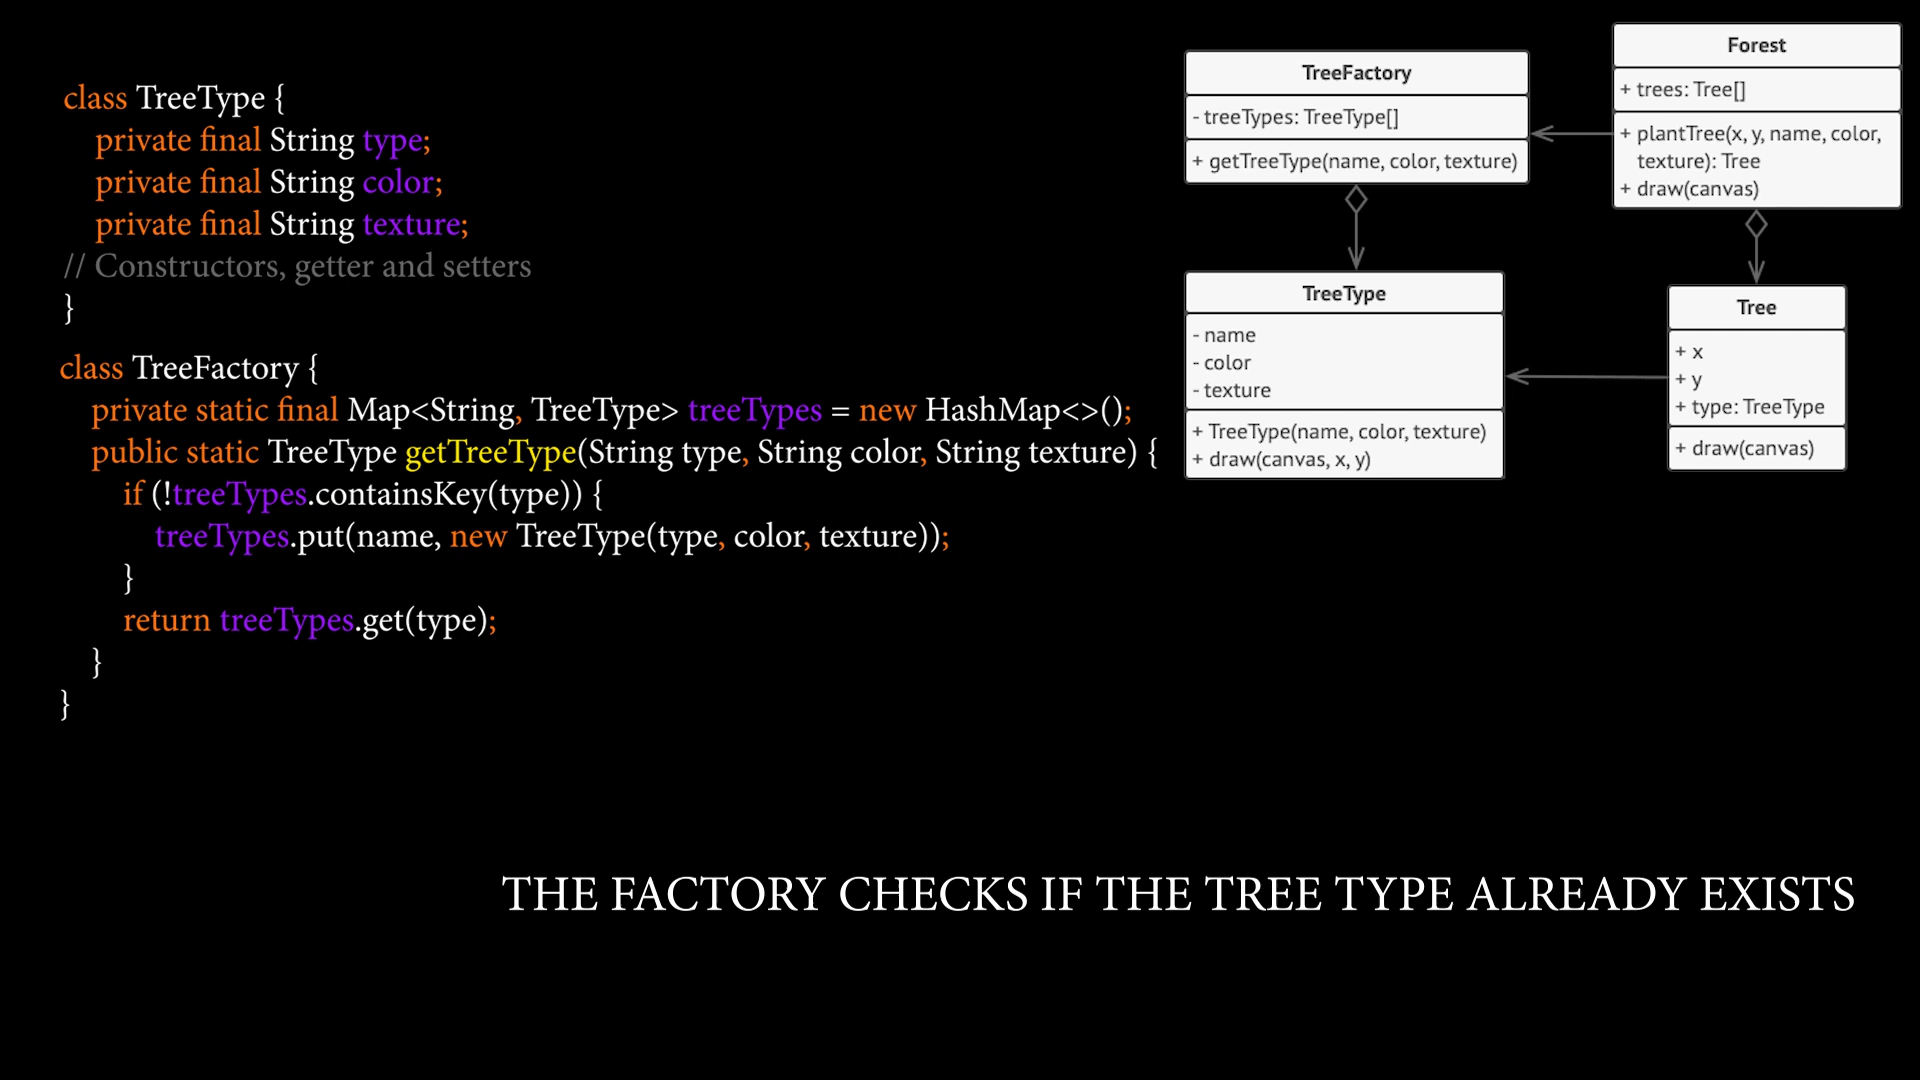 class TreeType {
private final String type;
private final String color;
private final String texture;
// Constructors, getter and setters
}
class TreeFactory {
private static final Map<String, TreeType> treeTypes = new HashMap<>();
public static TreeType getTreeType(String type, String color, String texture) {
if (!treeTypes.containsKey(type)) {
treeTypes.put(name, new TreeType(type, color, texture));
}
return treeTypes.get(type);
}
}
TreeFactory
- treeTypes: TreeType[]
+ getTreeType(name, color, texture)
Forest
+ trees: Tree[]
+ plantTree(x, y, name, color,
texture): Tree
+ draw(canvas)
TreeType
- name
- color
- texture
+ TreeType(name, color, texture)
+ draw(canvas, x, y)
Tree
+ x
+ y
+ type: TreeType
+ draw(canvas)
THE FACTORY CHECKS IF THE TREE TYPE ALREADY EXISTS